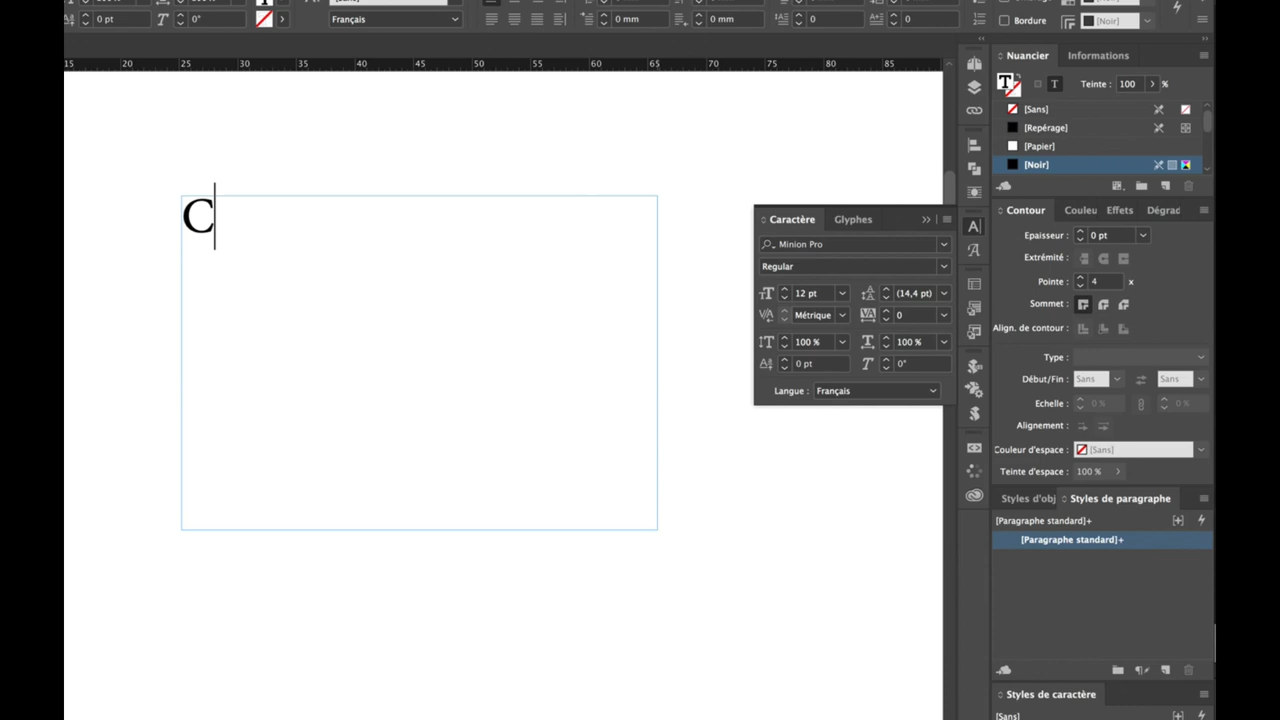 0 pt 0° Français 0 mm 0 mm 0 0 Bordure [Noir]
15 20 25 30 35 40 45 50 55 60 65 70 75 80 85
C
Caractère Glyphes
Minion Pro
Regular
12 pt (14,4 pt)
Métrique 0
100 % 100 %
0 pt 0°
Langue : Français
Nuancier Informations
T T Teinte : 100 %
[Sans]
[Repérage]
[Papier]
[Noir]
Contour Couleu Effets Dégrad
Epaisseur : 0 pt
Extrémité :
Pointe : 4 x
Sommet :
Align. de contour :
Type :
Début/Fin : Sans Sans
Echelle : 0 % 0 %
Alignement :
Couleur d'espace : [Sans]
Teinte d'espace : 100 %
Styles d'obj Styles de paragraphe
[Paragraphe standard]+
[Paragraphe standard]+
Styles de caractère
[Sans]